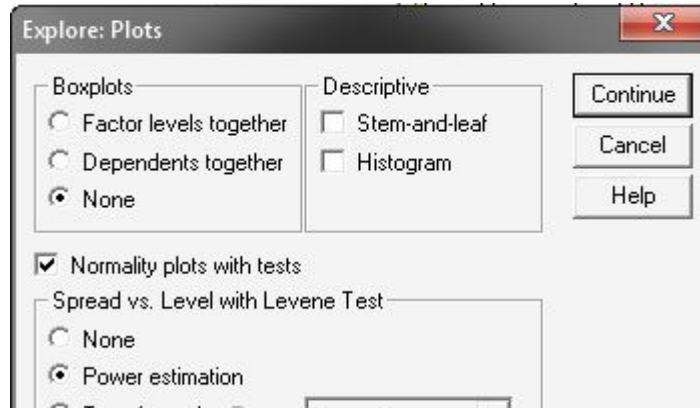 Explore: Plots
Boxplots
Factor levels together
Dependents together
None
Descriptive
Stem-and-leaf
Histogram
Continue
Cancel
Help
Normality plots with tests
Spread vs. Level with Levene Test
None
Power estimation